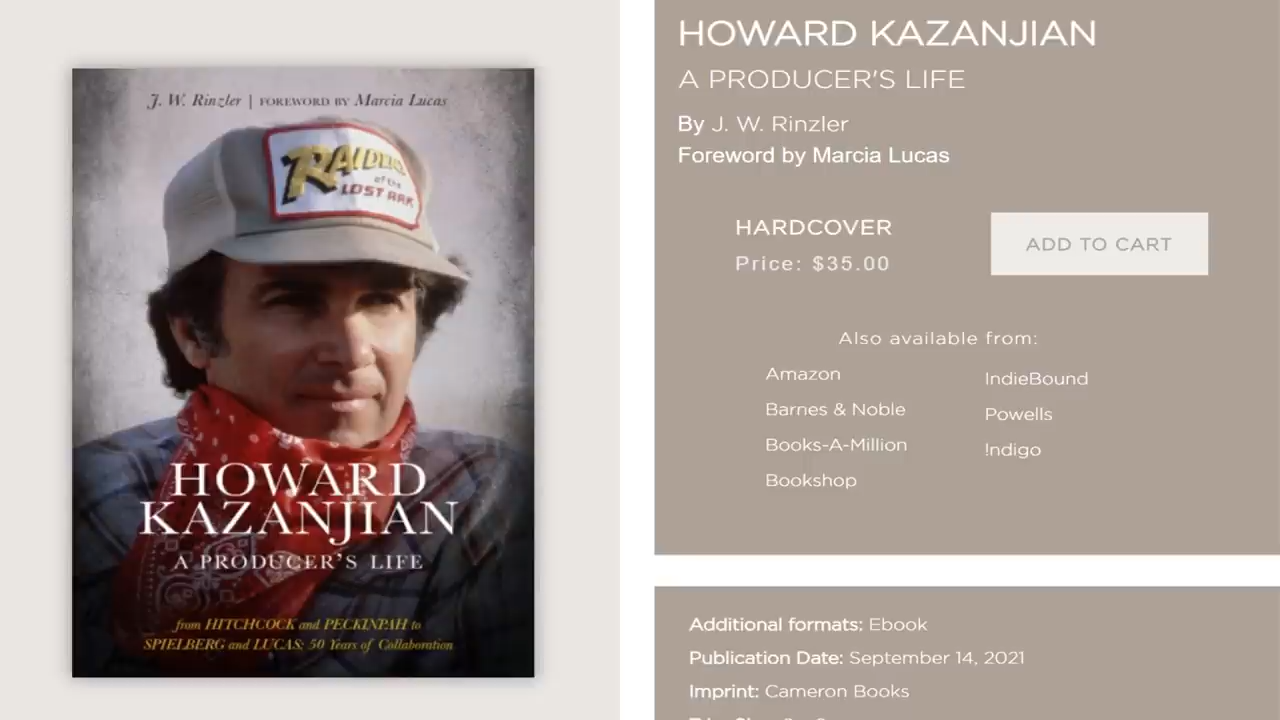 J. W. Rinzler | FOREWORD BY Marcia Lucas
RAIDERS
of the
LOST ARK
HOWARD
KAZANJIAN
A PRODUCER'S LIFE
from HITCHCOCK and PECKINPAH to
SPIELBERG and LUCAS: 50 Years of Collaboration
HOWARD KAZANJIAN
A PRODUCER'S LIFE
By J. W. Rinzler
Foreword by Marcia Lucas
HARDCOVER
Price: $35.00
ADD TO CART
Also available from:
Amazon
Barnes & Noble
Books-A-Million
Bookshop
IndieBound
Powells
!ndigo
Additional formats: Ebook
Publication Date: September 14, 2021
Imprint: Cameron Books